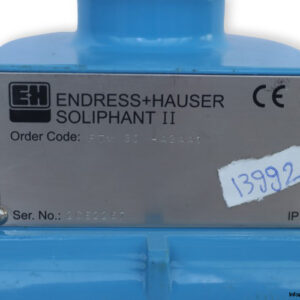 E+H ENDRESS+HAUSER CE
SOLIPHANT II
Order Code:
13992
Ser. No.:
IP